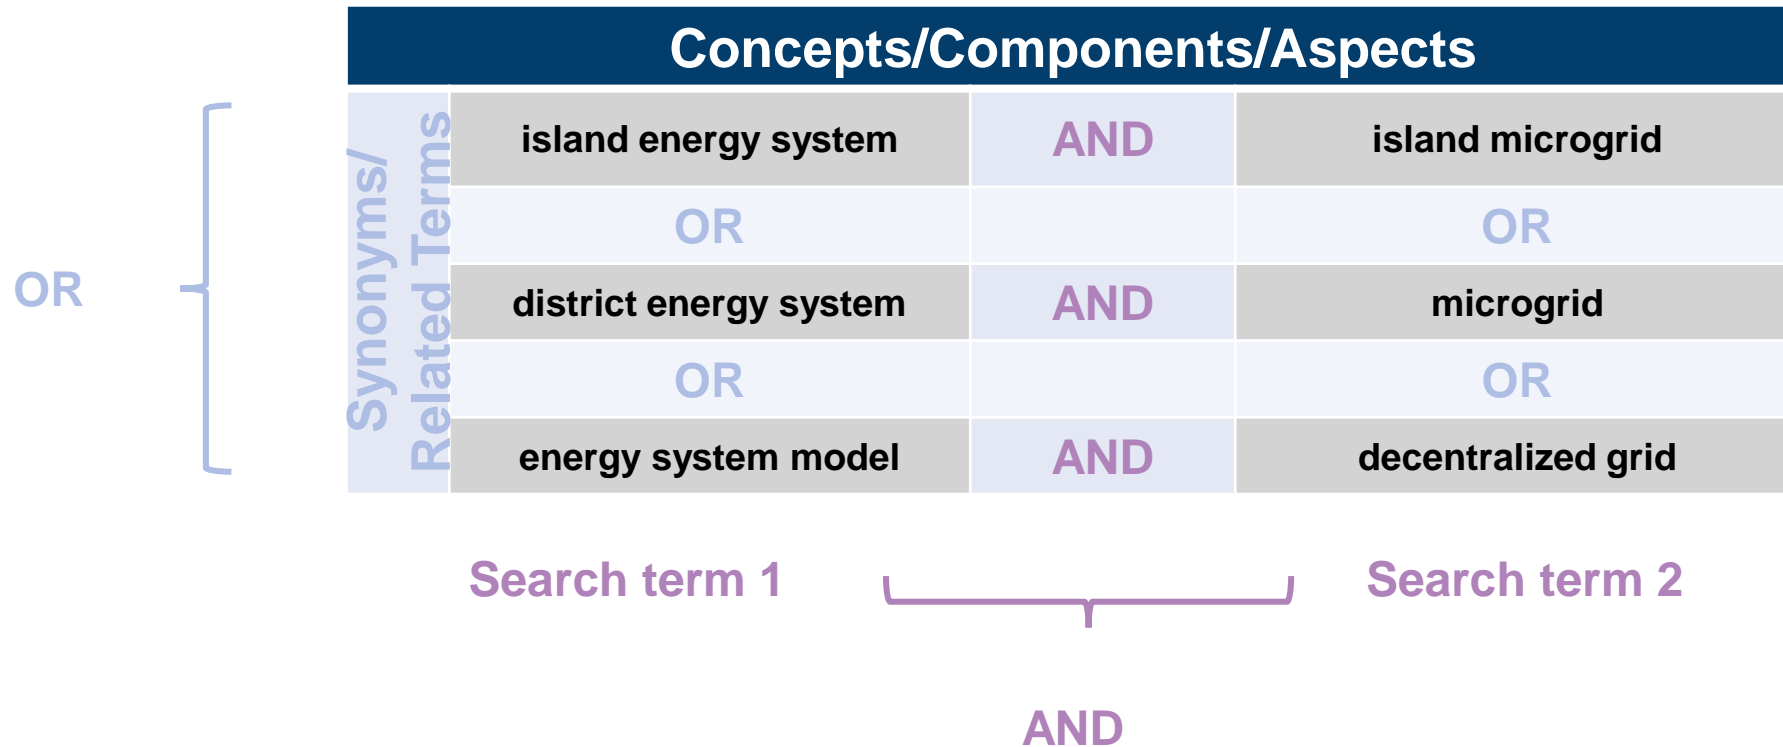 Concepts/Components/Aspects
Synonyms/
Related Terms
island energy system AND island microgrid
OR OR
OR
district energy system AND microgrid
OR OR
energy system model AND decentralized grid
Search term 1 Search term 2
AND